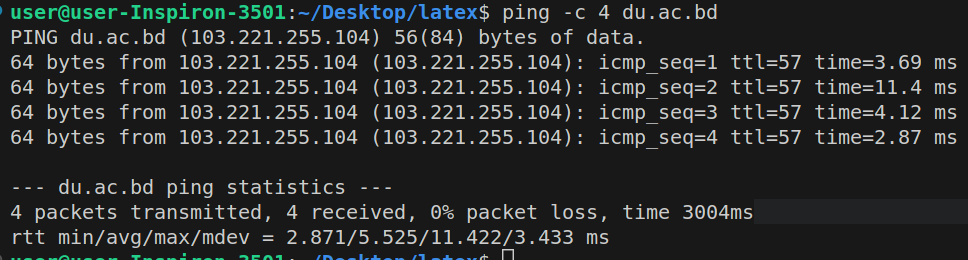 user@user-Inspiron-3501:~/Desktop/latex$ ping -c 4 du.ac.bd
PING du.ac.bd (103.221.255.104) 56(84) bytes of data.
64 bytes from 103.221.255.104 (103.221.255.104): icmp_seq=1 ttl=57 time=3.69 ms
64 bytes from 103.221.255.104 (103.221.255.104): icmp_seq=2 ttl=57 time=11.4 ms
64 bytes from 103.221.255.104 (103.221.255.104): icmp_seq=3 ttl=57 time=4.12 ms
64 bytes from 103.221.255.104 (103.221.255.104): icmp_seq=4 ttl=57 time=2.87 ms
--- du.ac.bd ping statistics ---
4 packets transmitted, 4 received, 0% packet loss, time 3004ms
rtt min/avg/max/mdev = 2.871/5.525/11.422/3.433 ms
user@user-Inspiron-3501:~/Desktop/latex$